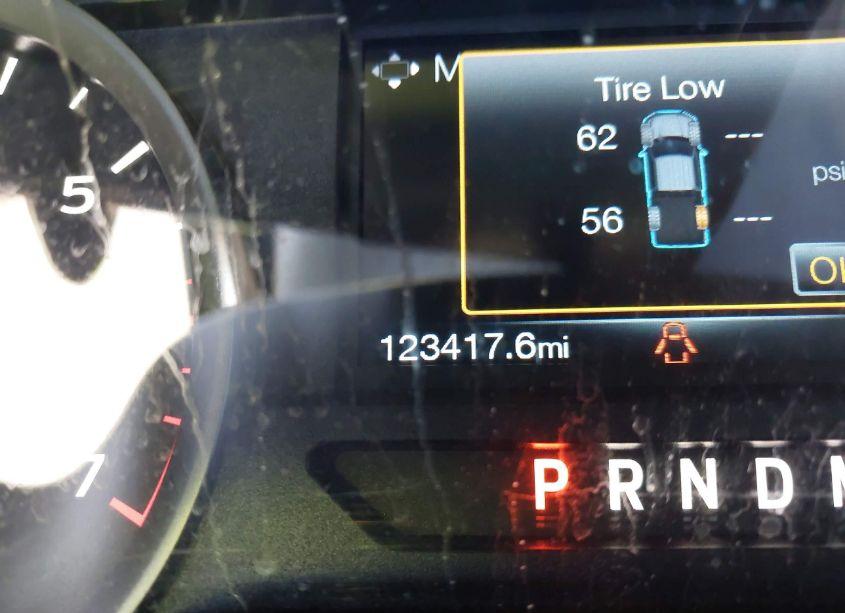 M
Tire Low
62 ---
psi
56 ---
5
123417.6mi
7
P R N D